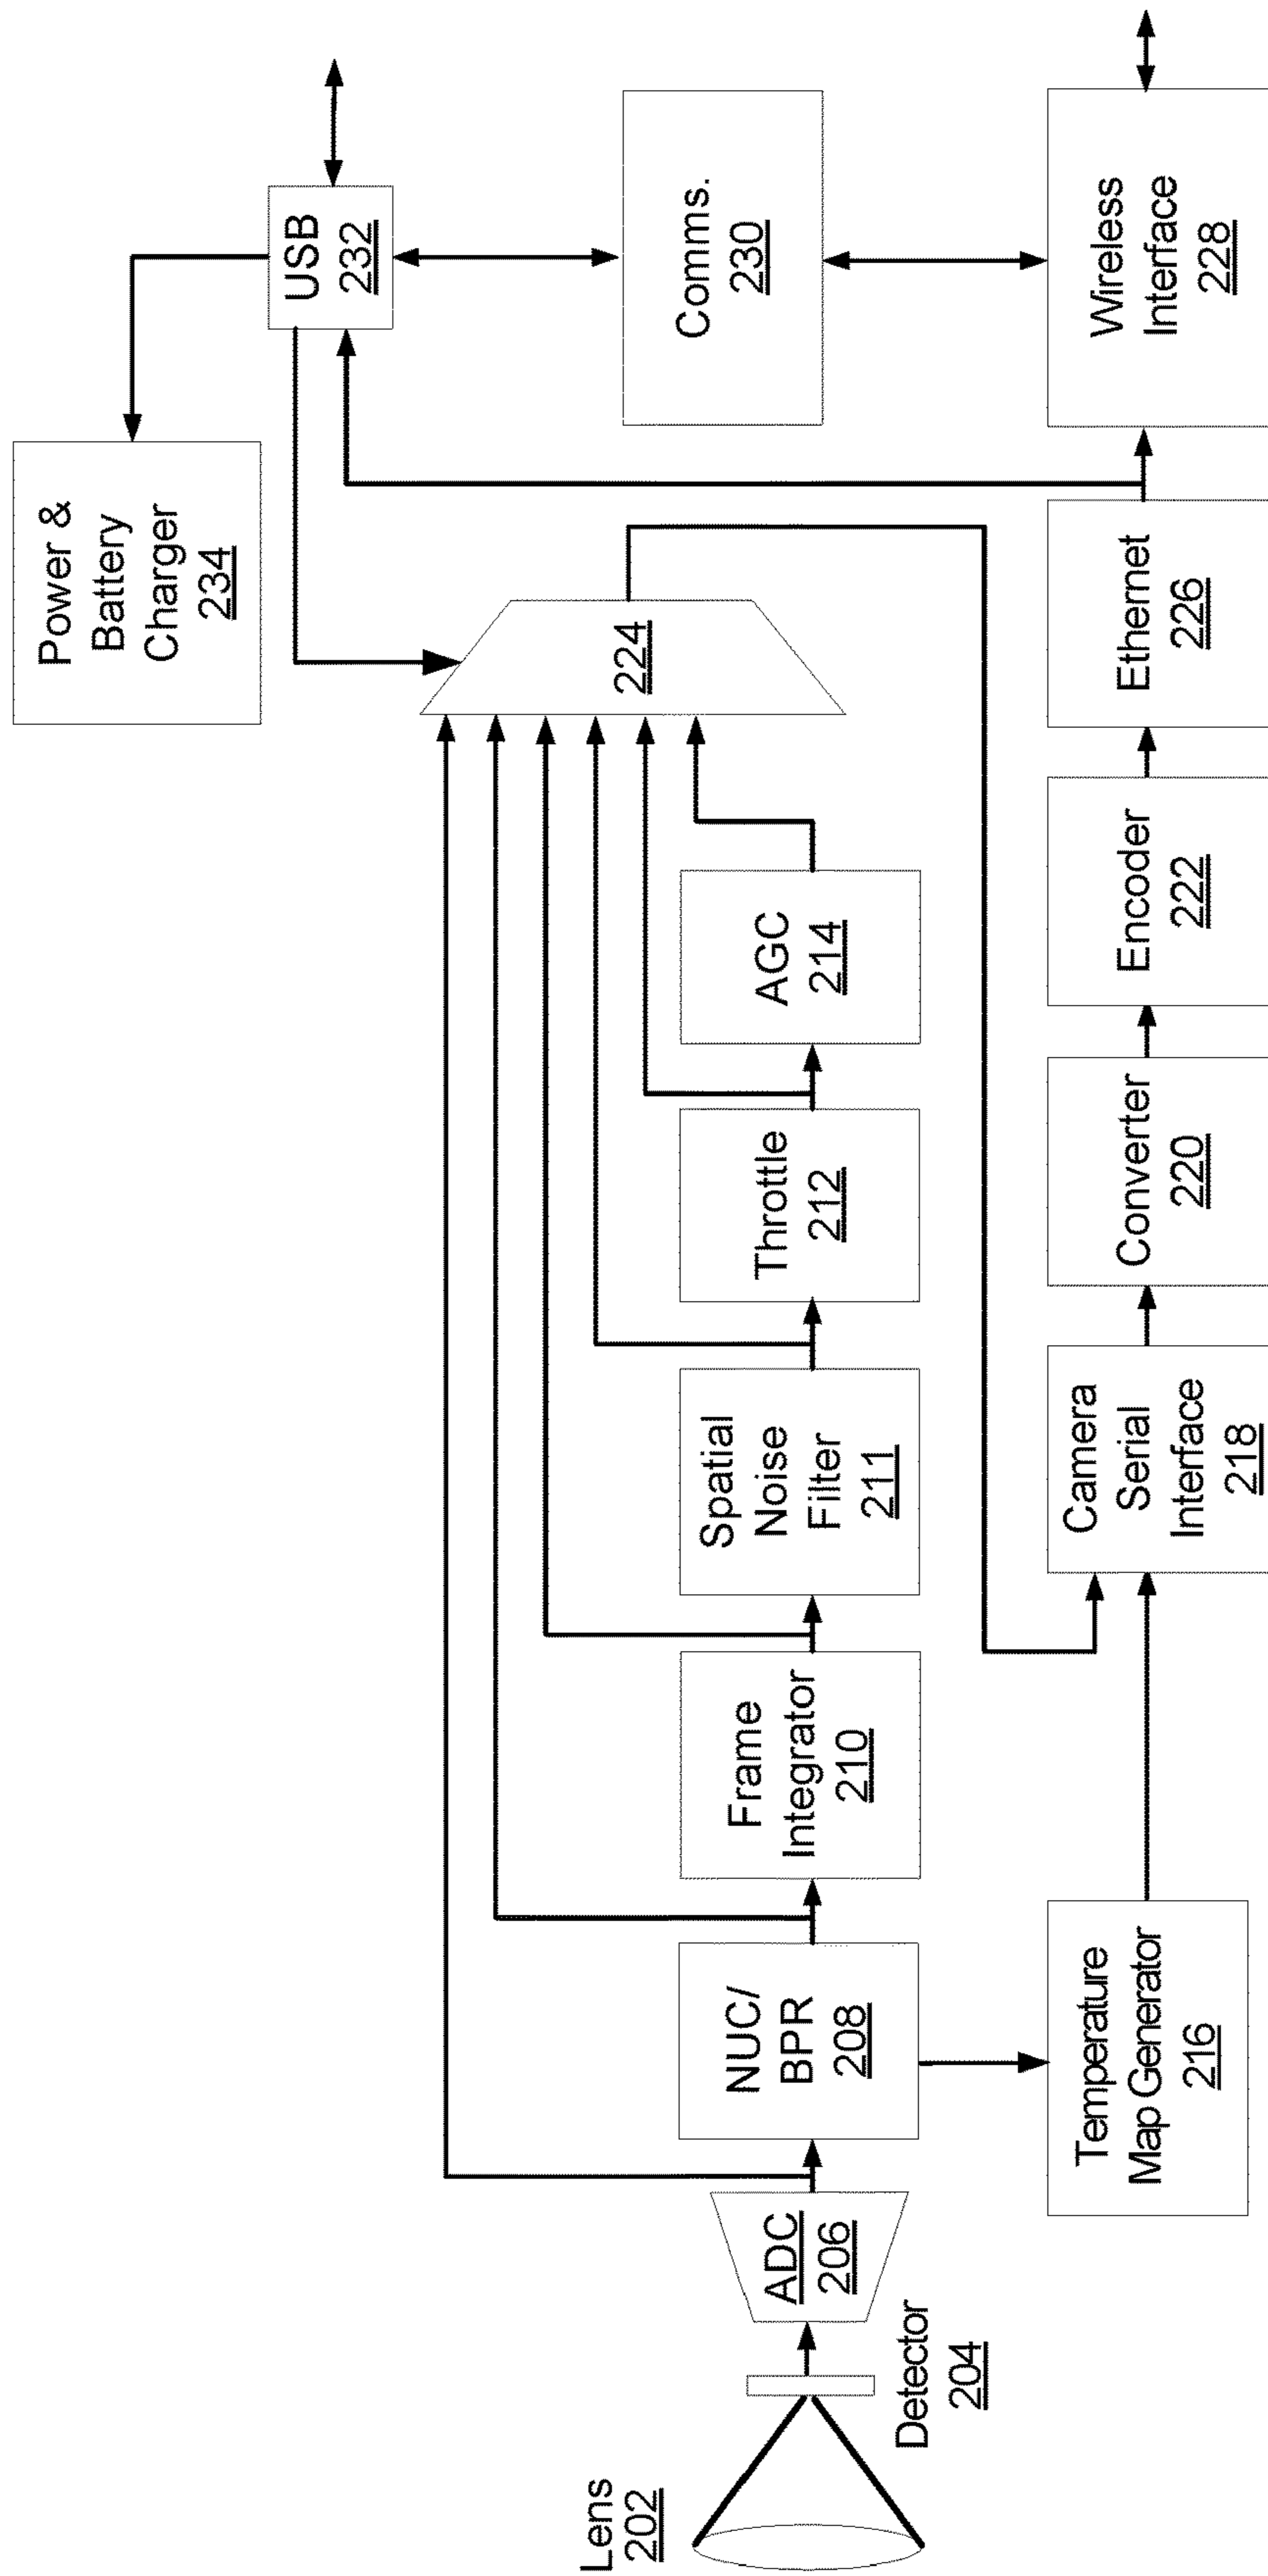 Lens
202
Detector
204
ADC
206
NUC/
BPR
208
Frame
Integrator
210
Spatial
Noise
Filter
211
Throttle
212
AGC
214
224
Power &
Battery
Charger
234
USB
232
Comms.
230
Temperature
Map Generator
216
Camera
Serial
Interface
218
Converter
220
Encoder
222
Ethernet
226
Wireless
Interface
228